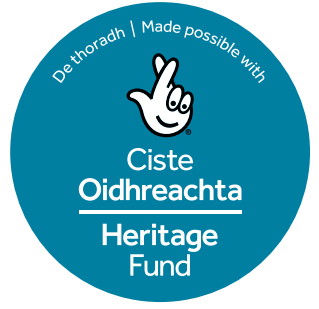 De thoradh | Made possible with
®
Ciste
Oidhreachta
Heritage
Fund